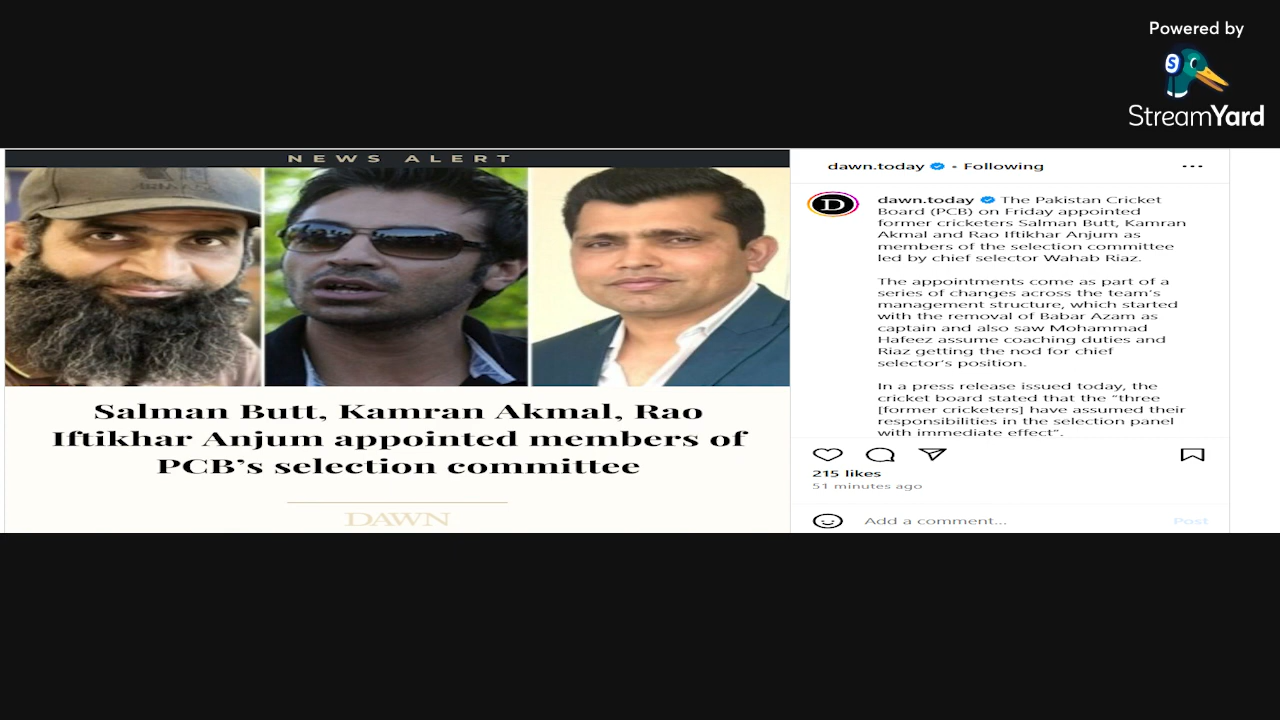 Powered by
StreamYard
NEWS ALERT
Salman Butt, Kamran Akmal, Rao
Iftikhar Anjum appointed members of
PCB’s selection committee
DAWN
dawn.today • Following
dawn.today The Pakistan Cricket
Board (PCB) on Friday appointed
former cricketers Salman Butt, Kamran
Akmal and Rao Iftikhar Anjum as
members of the selection committee
led by chief selector Wahab Riaz.
The appointments come as part of a
series of changes across the team’s
management structure, which started
with the removal of Babar Azam as
captain and also saw Mohammad
Hafeez assume coaching duties and
Riaz getting the nod for chief
selector’s position.
In a press release issued today, the
cricket board stated that the “three
[former cricketers] have assumed their
responsibilities in the selection panel
with immediate effect”.
215 likes
51 minutes ago
Add a comment...
Post